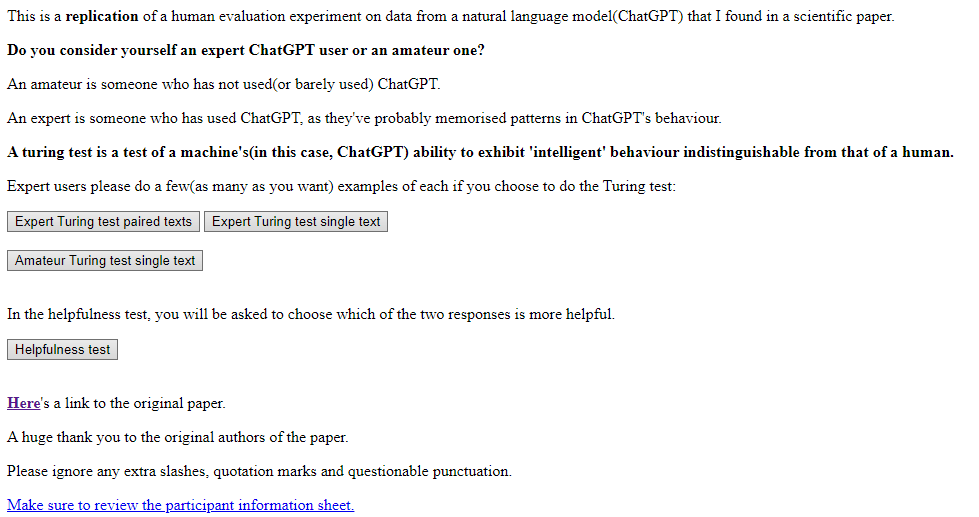 This is a replication of a human evaluation experiment on data from a natural language model(ChatGPT) that I found in a scientific paper.
Do you consider yourself an expert ChatGPT user or an amateur one?
An amateur is someone who has not used(or barely used) ChatGPT.
An expert is someone who has used ChatGPT, as they've probably memorised patterns in ChatGPT's behaviour.
A turing test is a test of a machine's(in this case, ChatGPT) ability to exhibit 'intelligent' behaviour indistinguishable from that of a human.
Expert users please do a few(as many as you want) examples of each if you choose to do the Turing test:
Expert Turing test paired texts Expert Turing test single text
Amateur Turing test single text
In the helpfulness test, you will be asked to choose which of the two responses is more helpful.
Helpfulness test
Here's a link to the original paper.
A huge thank you to the original authors of the paper.
Please ignore any extra slashes, quotation marks and questionable punctuation.
Make sure to review the participant information sheet.